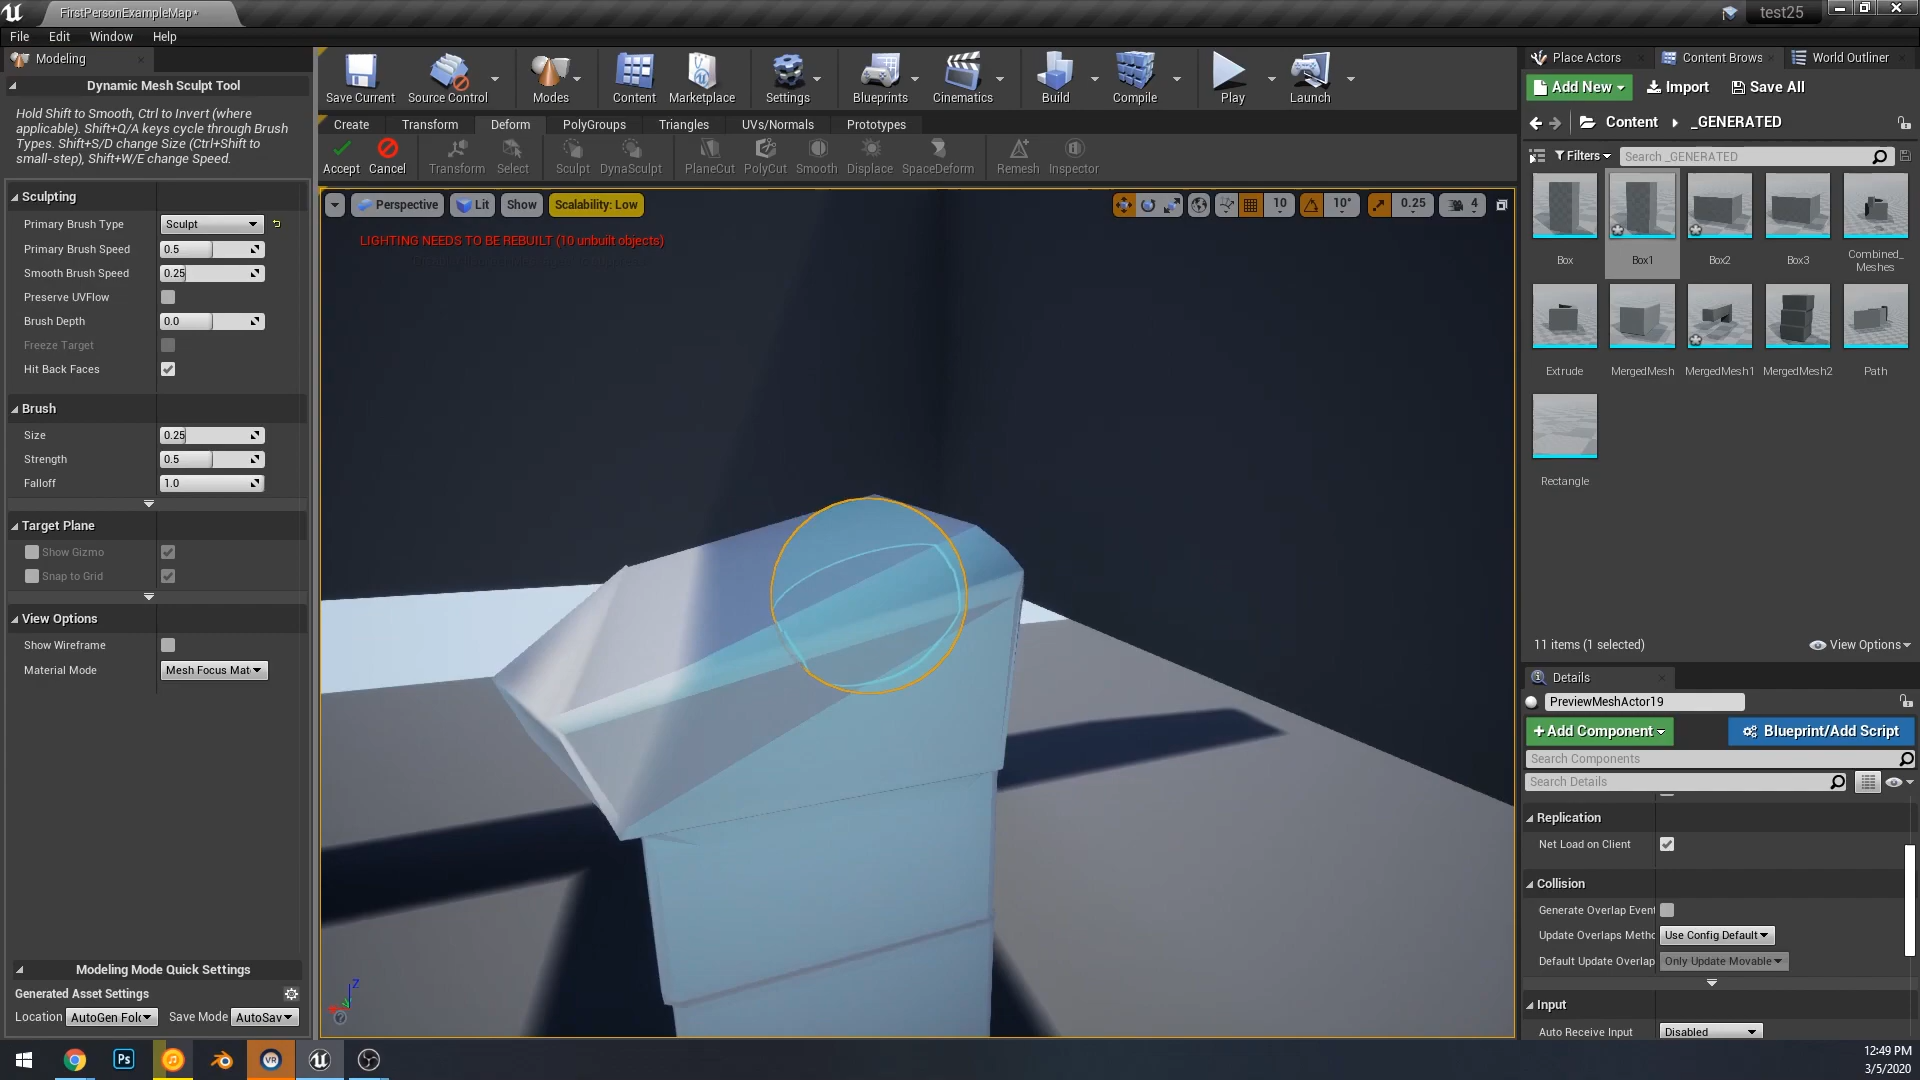 FirstPersonExampleMap*
test25
File Edit Window Help
Modeling
Dynamic Mesh Sculpt Tool
Hold Shift to Smooth, Ctrl to Invert (where
applicable). Shift+Q/A keys cycle through Brush
Types. Shift+S/D change Size (Ctrl+Shift to
small-step), Shift+W/E change Speed.
Sculpting
Primary Brush Type Sculpt
Primary Brush Speed 0.5
Smooth Brush Speed 0.25
Preserve UVFlow
Brush Depth 0.0
Freeze Target
Hit Back Faces
Brush
Size 0.25
Strength 0.5
Falloff 1.0
Target Plane
Show Gizmo
Snap to Grid
View Options
Show Wireframe
Material Mode Mesh Focus Mat
Modeling Mode Quick Settings
Generated Asset Settings
Location AutoGen Fol Save Mode AutoSav
Save Current Source Control Modes Content Marketplace Settings Blueprints Cinematics Build Compile Play Launch
Create Transform Deform PolyGroups Triangles UVs/Normals Prototypes
Accept Cancel Transform Select Sculpt DynaSculpt PlaneCut PolyCut Smooth Displace SpaceDeform Remesh Inspector
Perspective Lit Show Scalability: Low 10 10° 0.25 4
LIGHTING NEEDS TO BE REBUILT (10 unbuilt objects)
Z
Place Actors Content Brows World Outliner
Add New Import Save All
Content _GENERATED
Filters Search _GENERATED
Box Box1 Box2 Box3 Combined_
Meshes
Extrude MergedMesh MergedMesh1 MergedMesh2 Path
Rectangle
11 items (1 selected) View Options
Details
PreviewMeshActor19
+Add Component Blueprint/Add Script
Search Components
Search Details
Replication
Net Load on Client
Collision
Generate Overlap Event
Update Overlaps Metho Use Config Default
Default Update Overlap Only Update Movable
Input
Auto Receive Input Disabled
Ps VR
12:49 PM
3/5/2020